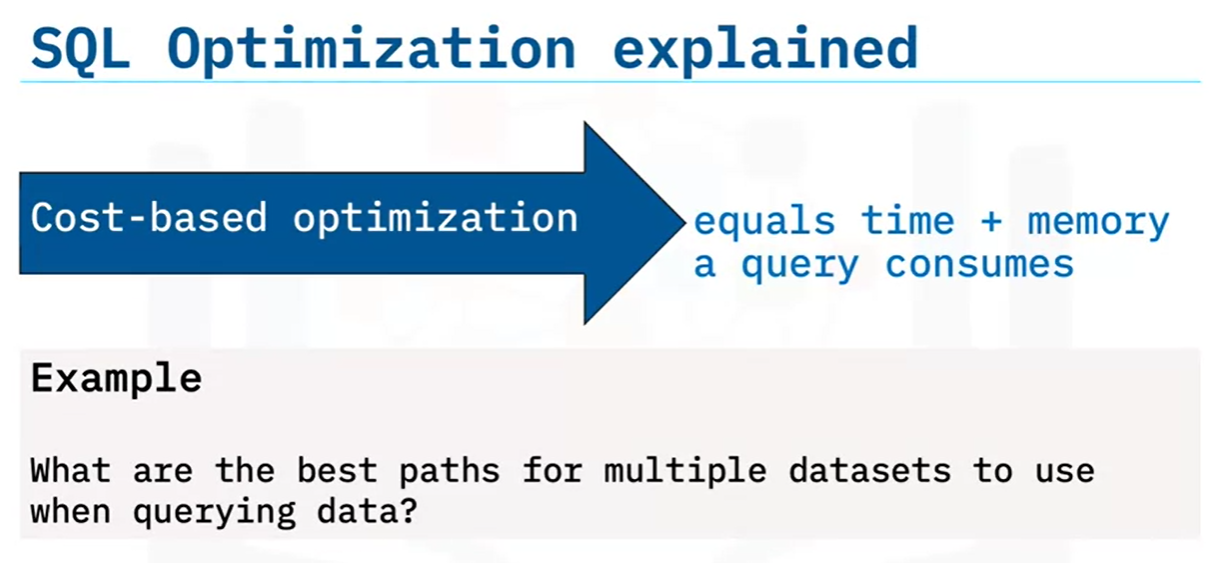 SQL Optimization explained
Cost-based optimization
equals time + memory
a query consumes
Example
What are the best paths for multiple datasets to use
when querying data?